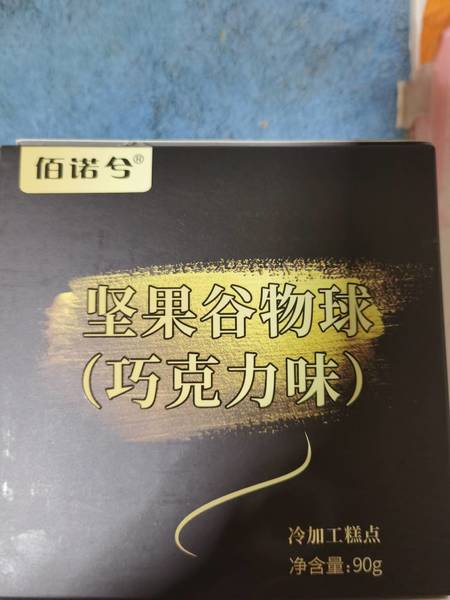 佰诺兮®
坚果谷物球
（巧克力味）
冷加工糕点
净含量：90g